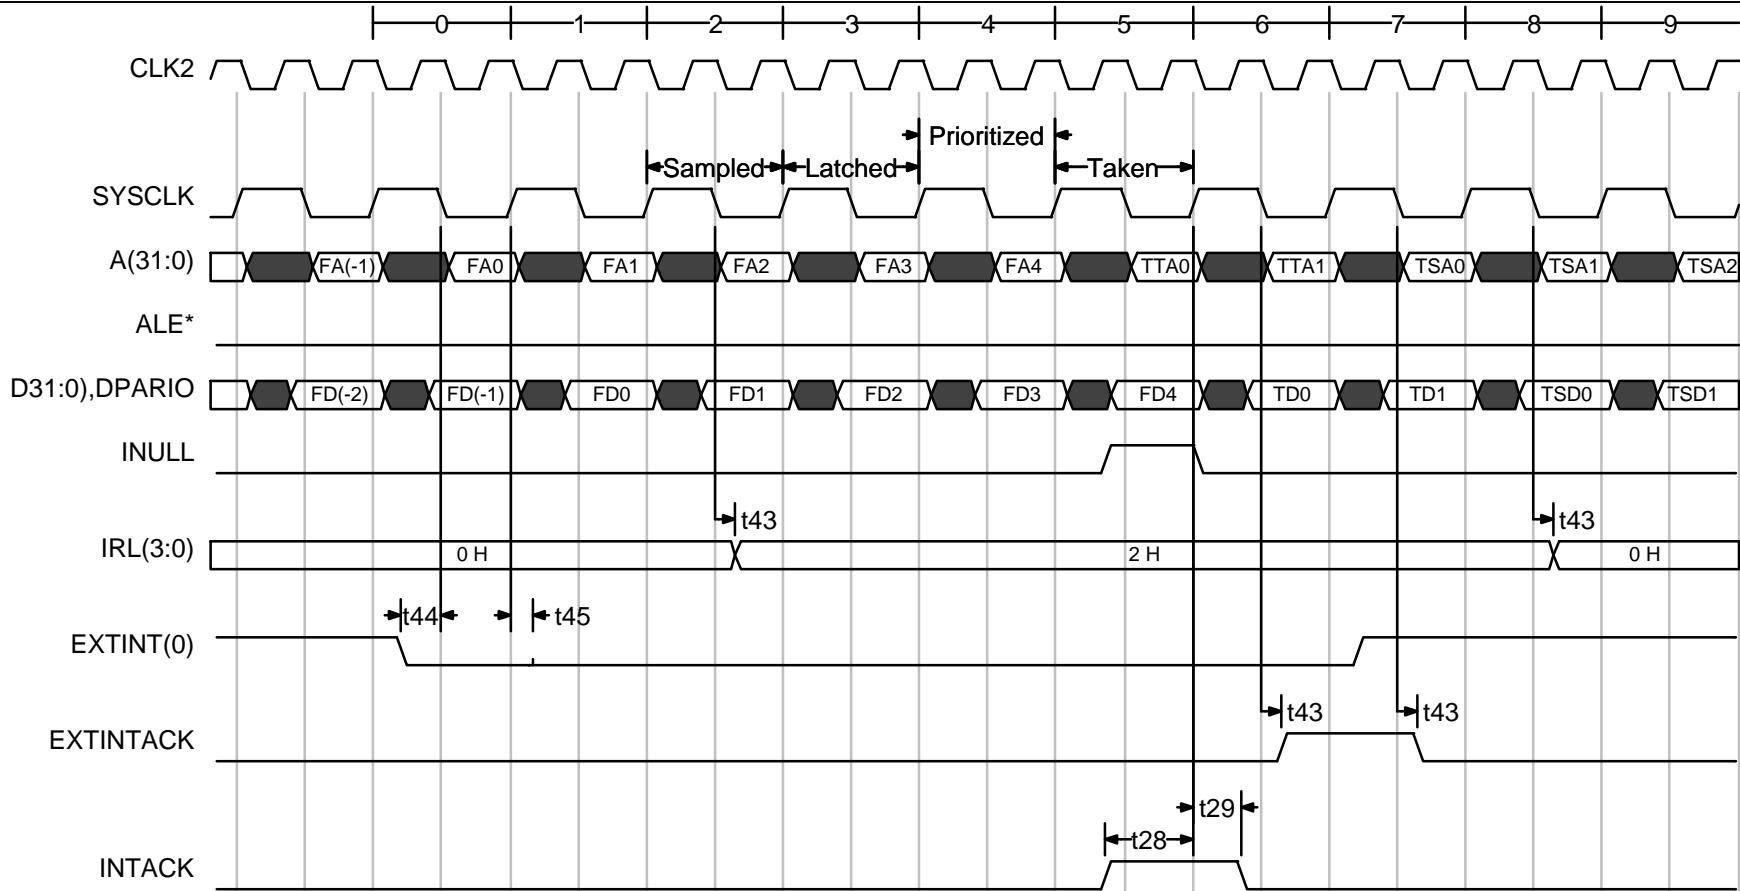 0 1 2 3 4 5 6 7 8 9
CLK2
Prioritized
Sampled Latched Taken
SYSCLK
A(31:0) FA(-1) FA0 FA1 FA2 FA3 FA4 TTA0 TTA1 TSA0 TSA1 TSA2
ALE*
D31:0),DPARIO FD(-2) FD(-1) FD0 FD1 FD2 FD3 FD4 TD0 TD1 TSD0 TSD1
INULL
t43 t43
IRL(3:0) 0 H 2 H 0 H
t44 t45
EXTINT(0)
t43 t43
EXTINTACK
t29
t28
INTACK